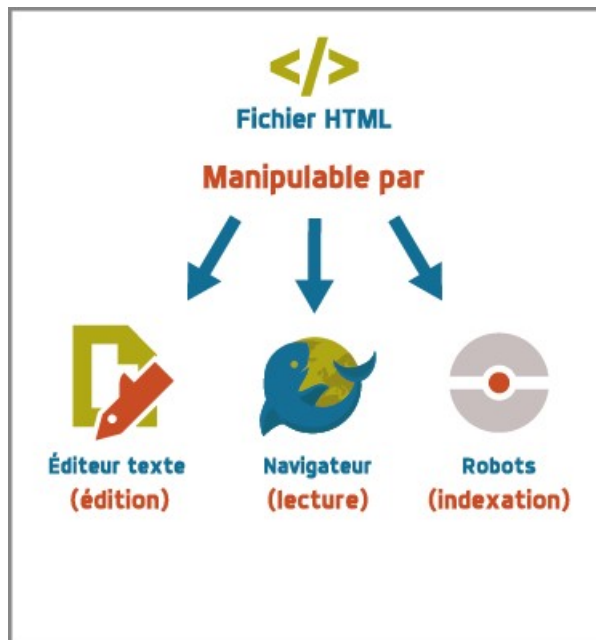 </>
Fichier HTML
Manipulable par
Éditeur texte
(édition)
Navigateur
(lecture)
Robots
(indexation)